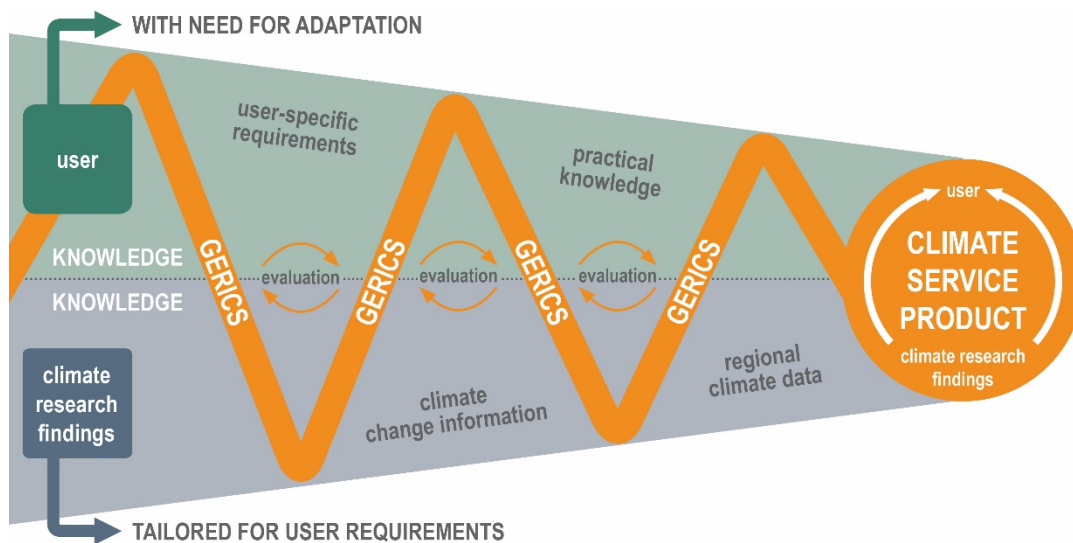 WITH NEED FOR ADAPTATION
user
user-specific
requirements
practical
knowledge
KNOWLEDGE
KNOWLEDGE
GERICS
evaluation
GERICS
evaluation
GERICS
evaluation
GERICS
user
CLIMATE
SERVICE
PRODUCT
climate research
findings
climate
research
findings
climate
change information
regional
climate data
TAILORED FOR USER REQUIREMENTS